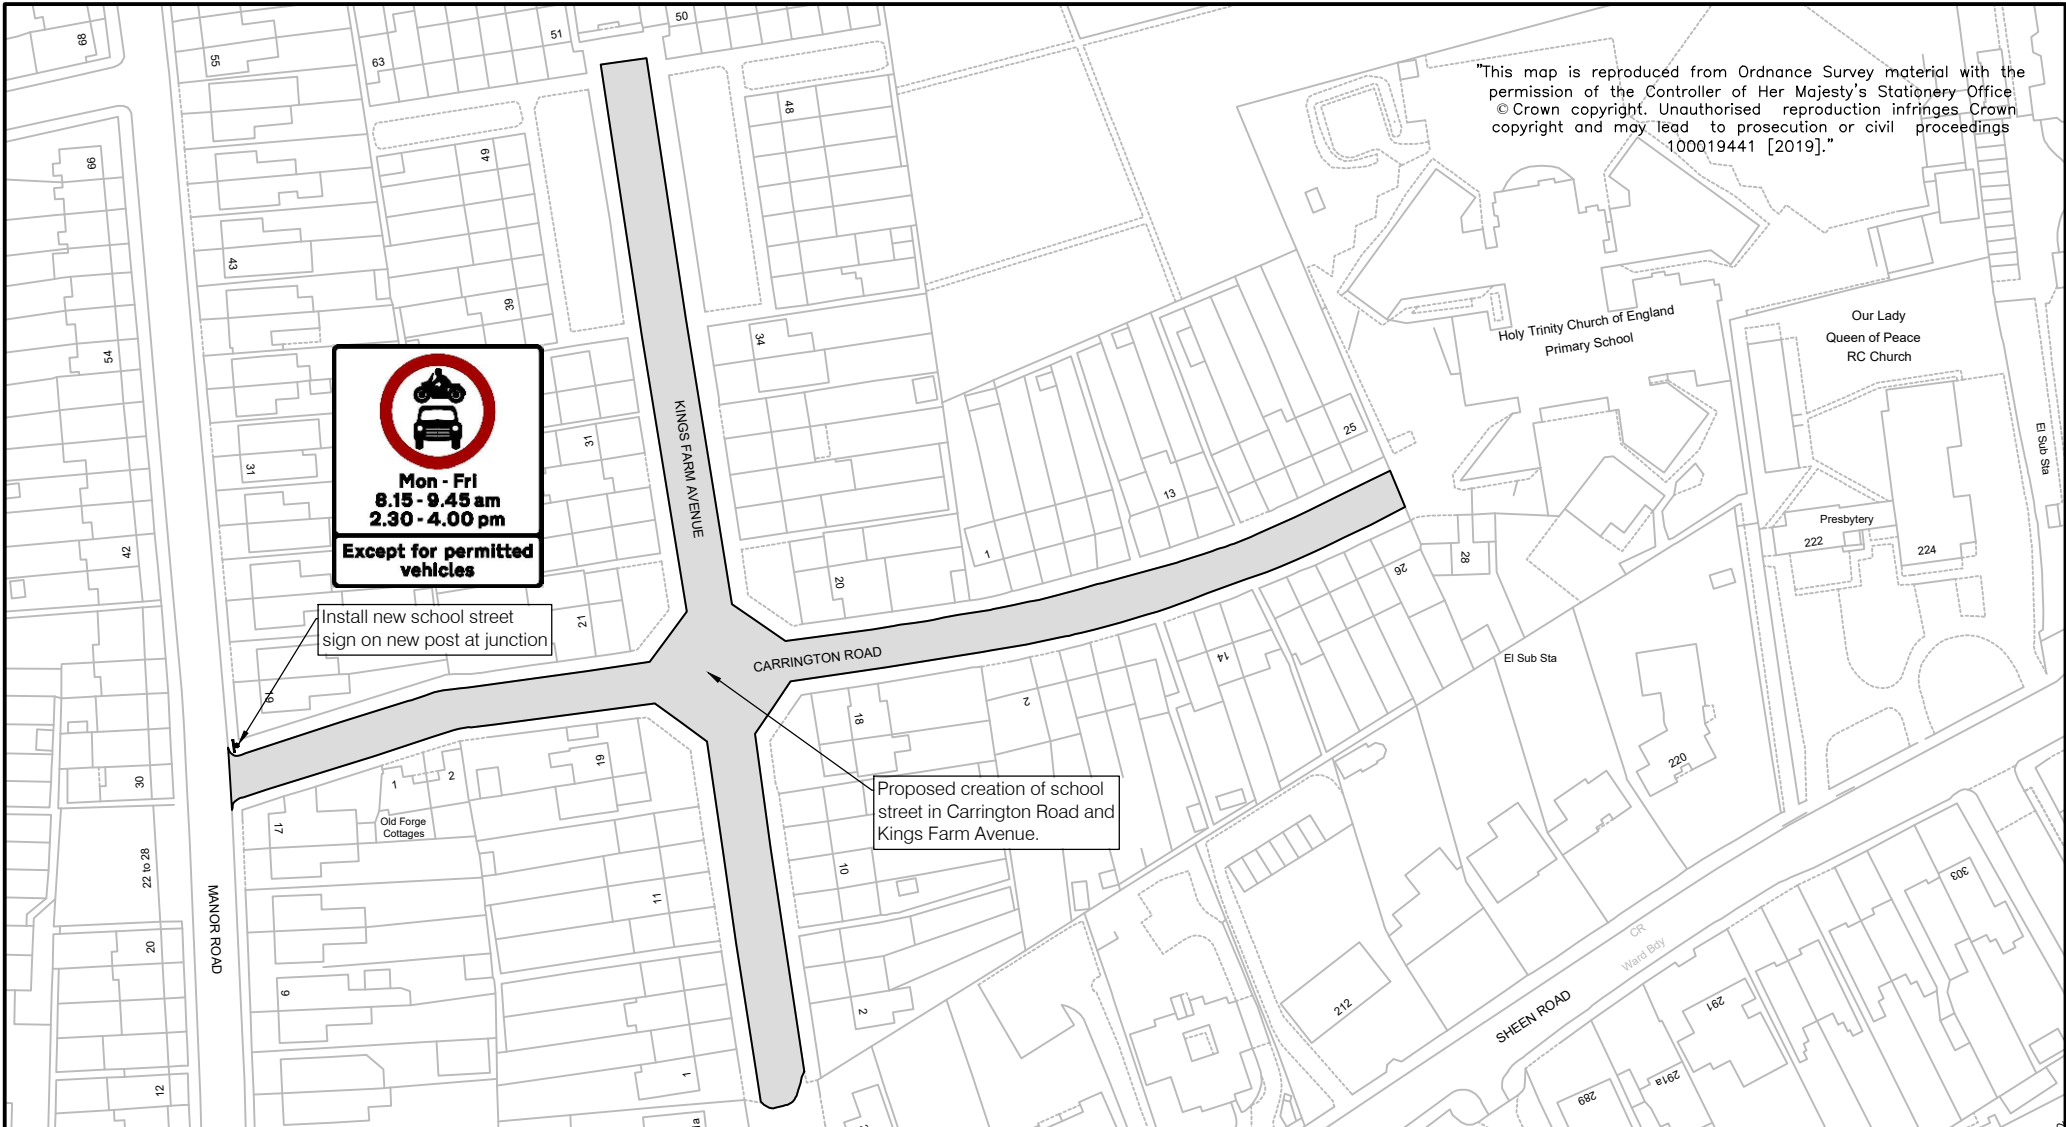 "This map is reproduced from Ordnance Survey material with the
permission of the Controller of Her Majesty's Stationery Office
© Crown copyright. Unauthorised reproduction infringes Crown
copyright and may lead to prosecution or civil proceedings
100019441 [2019]."
68
55
63
51
50
48
49
66
43
39
34
54
Holy Trinity Church of England
Primary School
Our Lady
Queen of Peace
RC Church
Mon - Fri
8.15 - 9.45 am
2.30 - 4.00 pm
Except for permitted
vehicles
KINGS FARM AVENUE
31
31
25
13
El Sub Sta
42
1
20
26
28
Presbytery
222
224
Install new school street
sign on new post at junction
21
19
CARRINGTON ROAD
14
El Sub Sta
2
18
19
220
30
1
2
Old Forge
Cottages
17
Proposed creation of school
street in Carrington Road and
Kings Farm Avenue.
22 to 28
10
11
303
MANOR ROAD
20
CR
Ward Bdy
9
2
212
SHEEN ROAD
291
12
1
291a
289